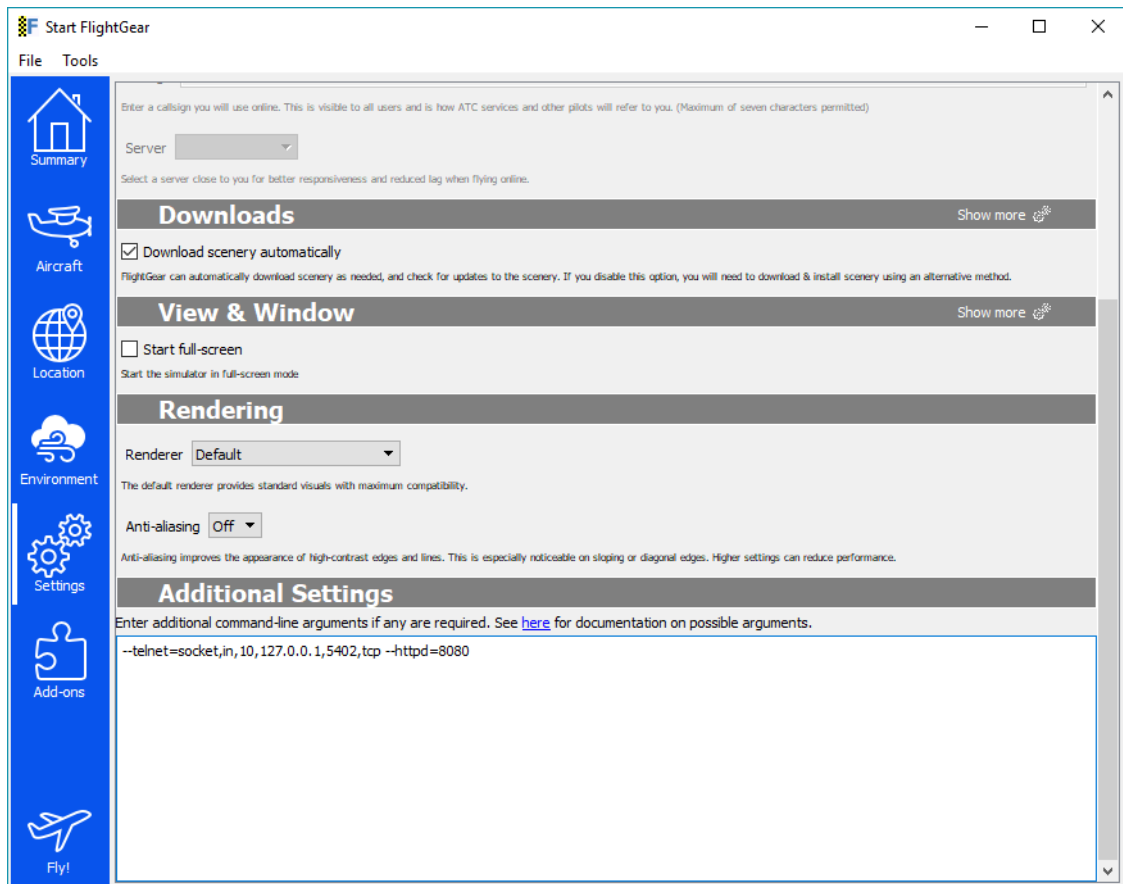 Start FlightGear
File Tools
Enter a callsign you will use online. This is visible to all users and is how ATC services and other pilots will refer to you. (Maximum of seven characters permitted)
Server
Select a server close to you for better responsiveness and reduced lag when flying online.
Downloads
Show more
Download scenery automatically
FlightGear can automatically download scenery as needed, and check for updates to the scenery. If you disable this option, you will need to download & install scenery using an alternative method.
View & Window
Show more
Start full-screen
Start the simulator in full-screen mode
Rendering
Renderer Default
The default renderer provides standard visuals with maximum compatibility.
Anti-aliasing Off
Anti-aliasing improves the appearance of high-contrast edges and lines. This is especially noticeable on sloping or diagonal edges. Higher settings can reduce performance.
Additional Settings
Enter additional command-line arguments if any are required. See here for documentation on possible arguments.
--telnet=socket,in,10,127.0.0.1,5402,tcp --httpd=8080
Summary
Aircraft
Location
Environment
Settings
Add-ons
Fly!